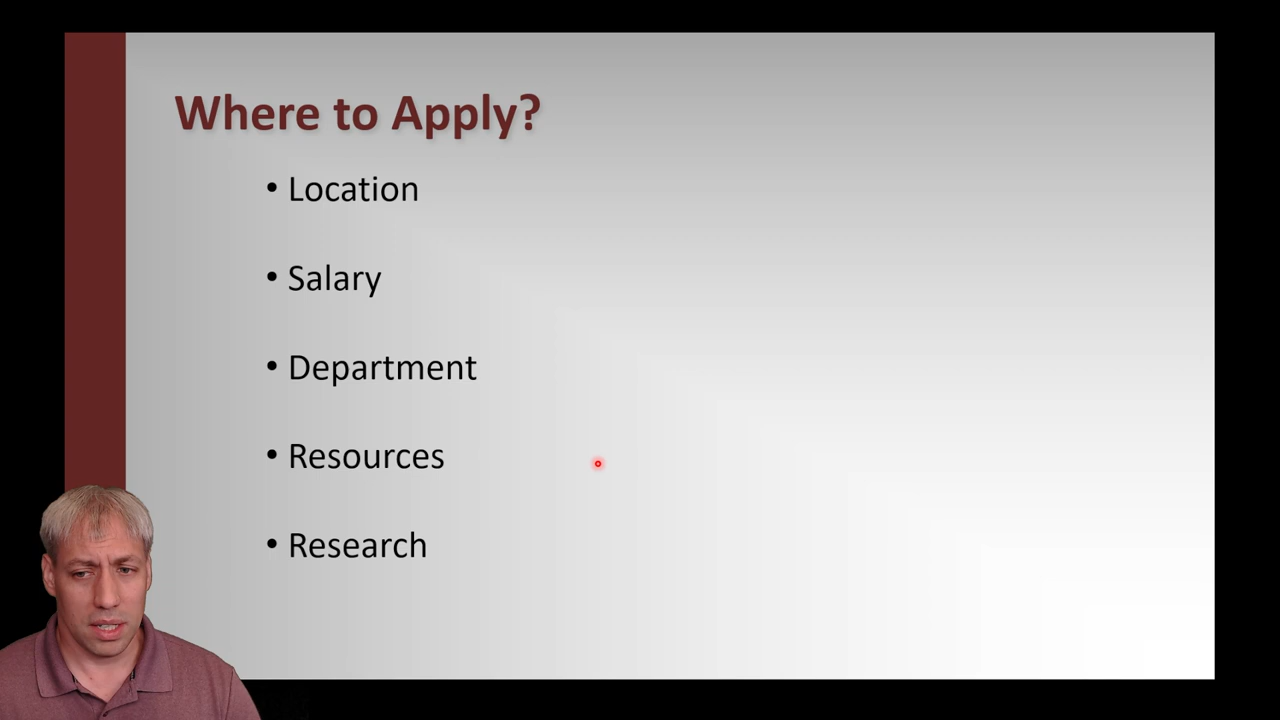 Where to Apply?
• Location
• Salary
• Department
• Resources
• Research